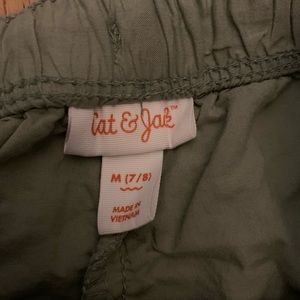 Cat & Jack™
M (7/8)
MADE IN
VIETNAM